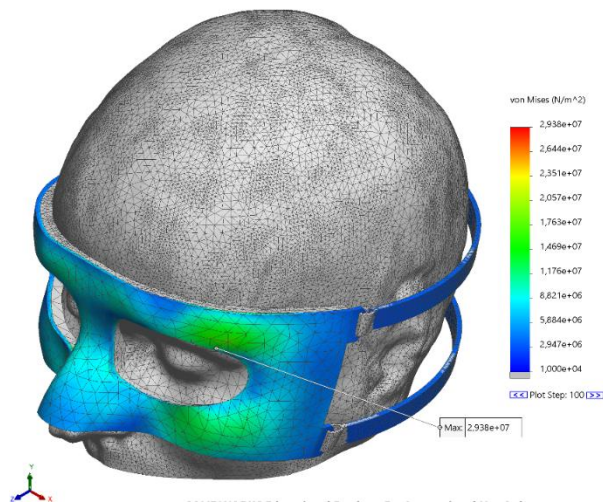 von Mises (N/m^2)
2,938e+07
2,644e+07
2,351e+07
2,057e+07
1,763e+07
1,470e+07
1,176e+07
8,821e+06
5,884e+06
2,947e+06
1,000e+04
<< Plot Step: 100 >>
Max: 2,938e+07
Y
Z
X